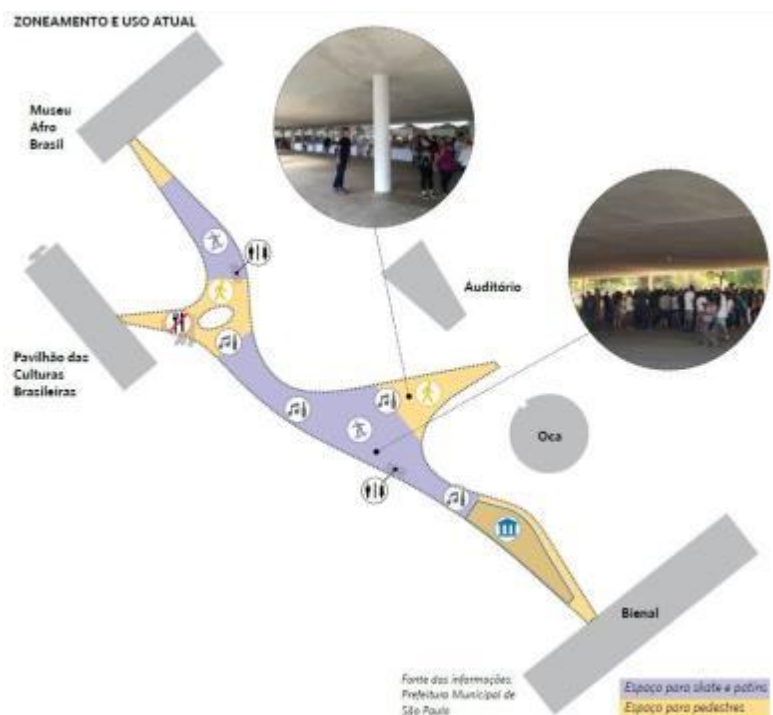 ZONEAMENTO E USO ATUAL
Museu
Afro
Brasil
Auditório
Pavilhão das
Culturas
Brasileiras
Oca
Bienal
Fonte das informações:
Prefeitura Municipal de
São Paulo
Espaço para skate e patins
Espaço para pedestres